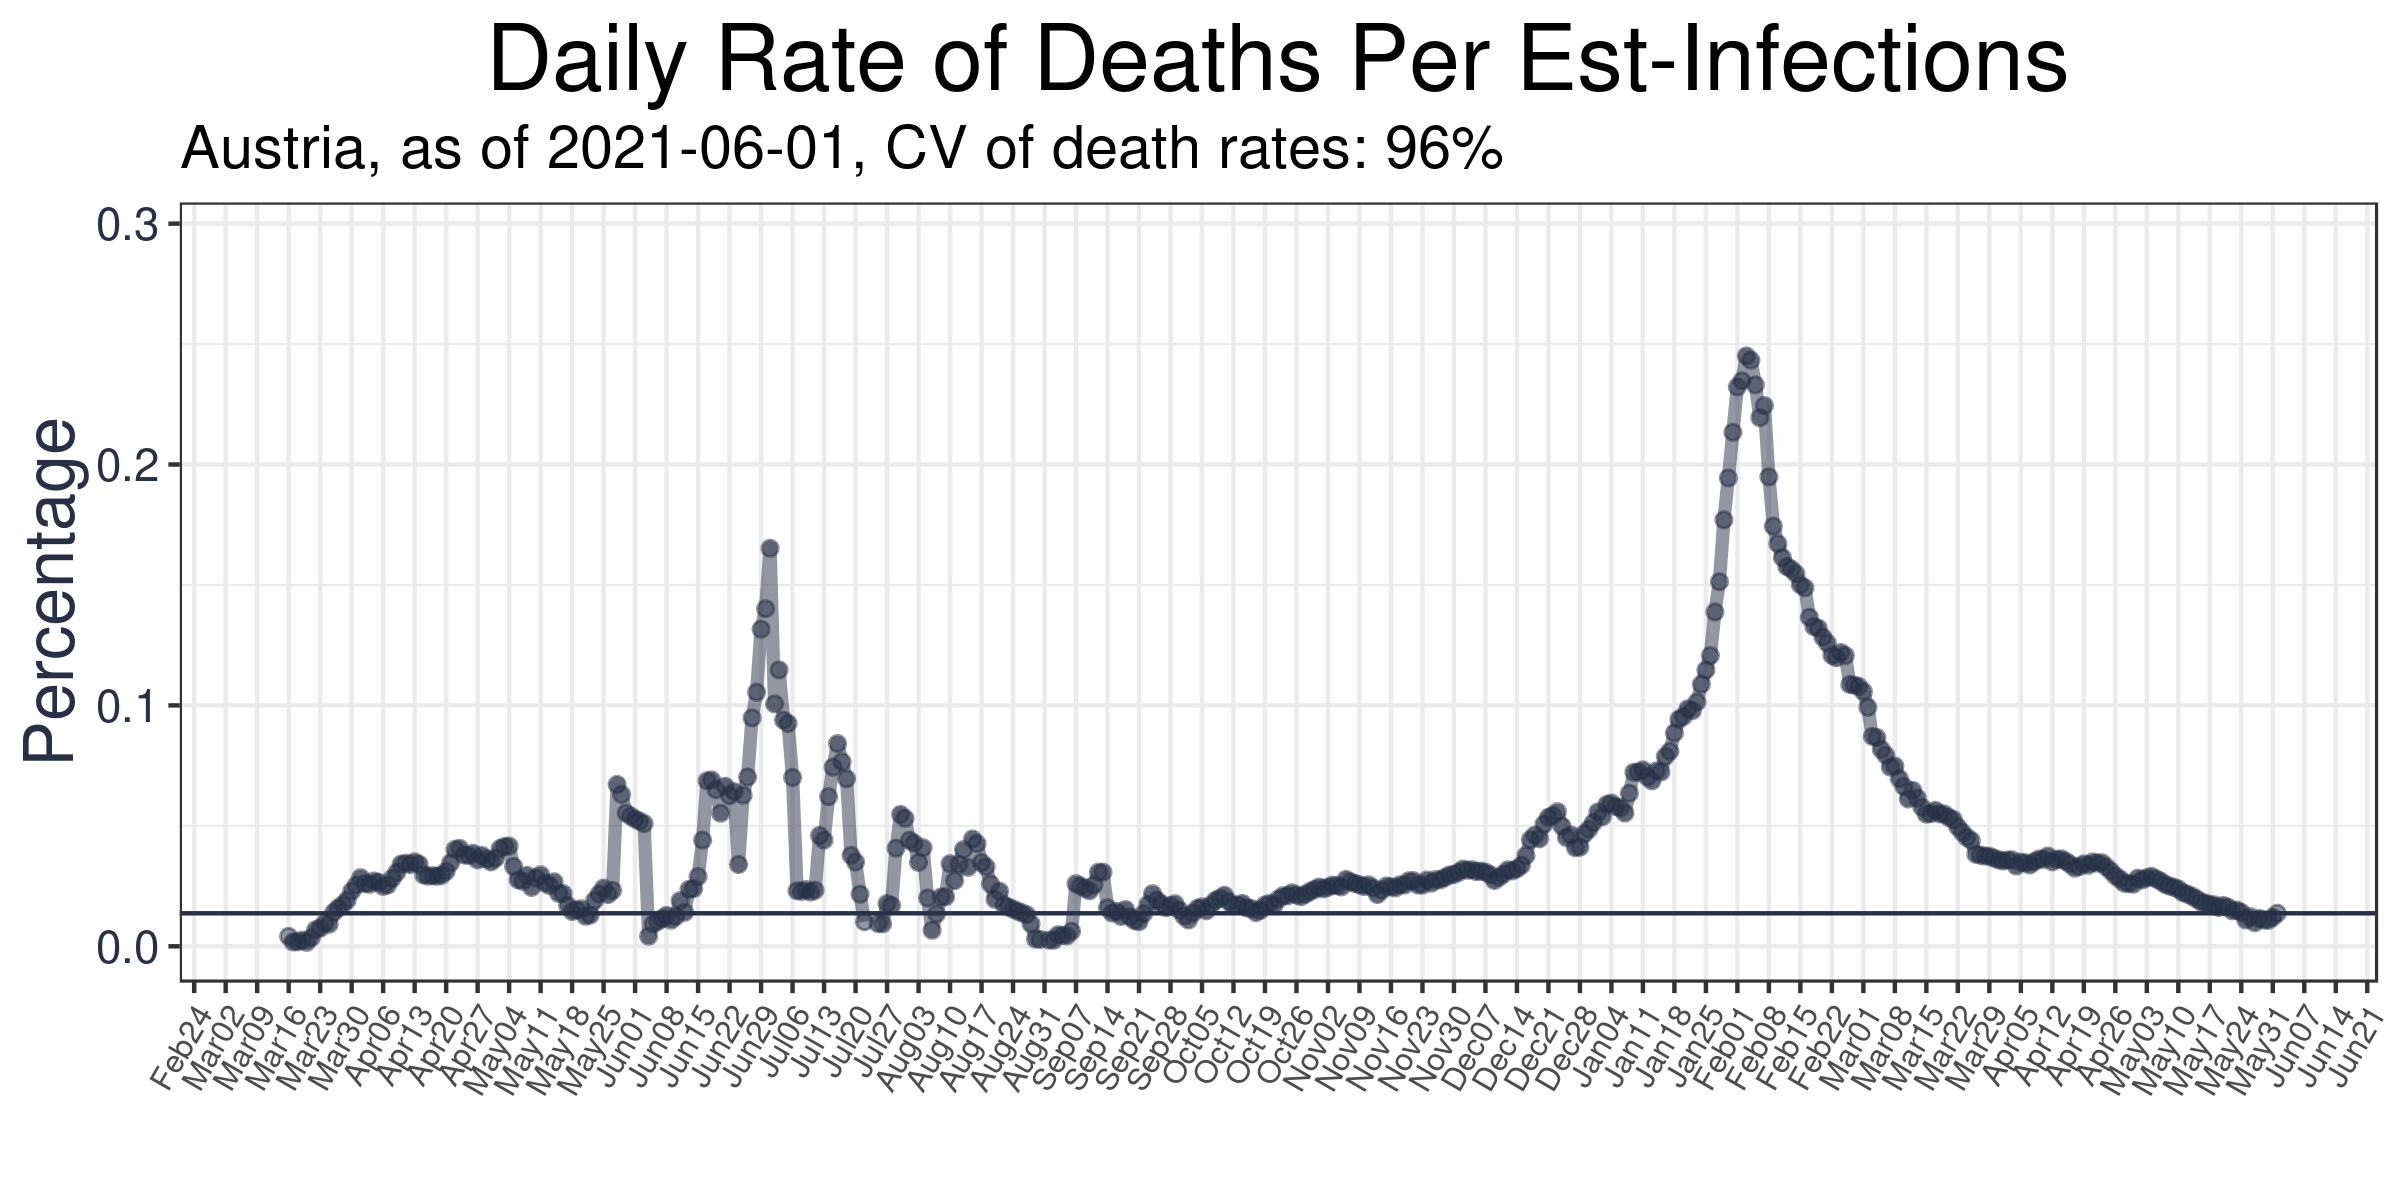 Daily Rate of Deaths Per Est-Infections
Austria, as of 2021-06-01, CV of death rates: 96%
Percentage
0.3
0.2
0.1
0.0
Feb24
Mar02
Mar09
Mar16
Mar23
Mar30
Apr06
Apr13
Apr20
Apr27
May04
May11
May18
May25
Jun01
Jun08
Jun15
Jun22
Jun29
Jul06
Jul13
Jul20
Jul27
Aug03
Aug10
Aug17
Aug24
Aug31
Sep07
Sep14
Sep21
Sep28
Oct05
Oct12
Oct19
Oct26
Nov02
Nov09
Nov16
Nov23
Nov30
Dec07
Dec14
Dec21
Dec28
Jan04
Jan11
Jan18
Jan25
Feb01
Feb08
Feb15
Feb22
Mar01
Mar08
Mar15
Mar22
Mar29
Apr05
Apr12
Apr19
Apr26
May03
May10
May17
May24
May31
Jun07
Jun14
Jun21